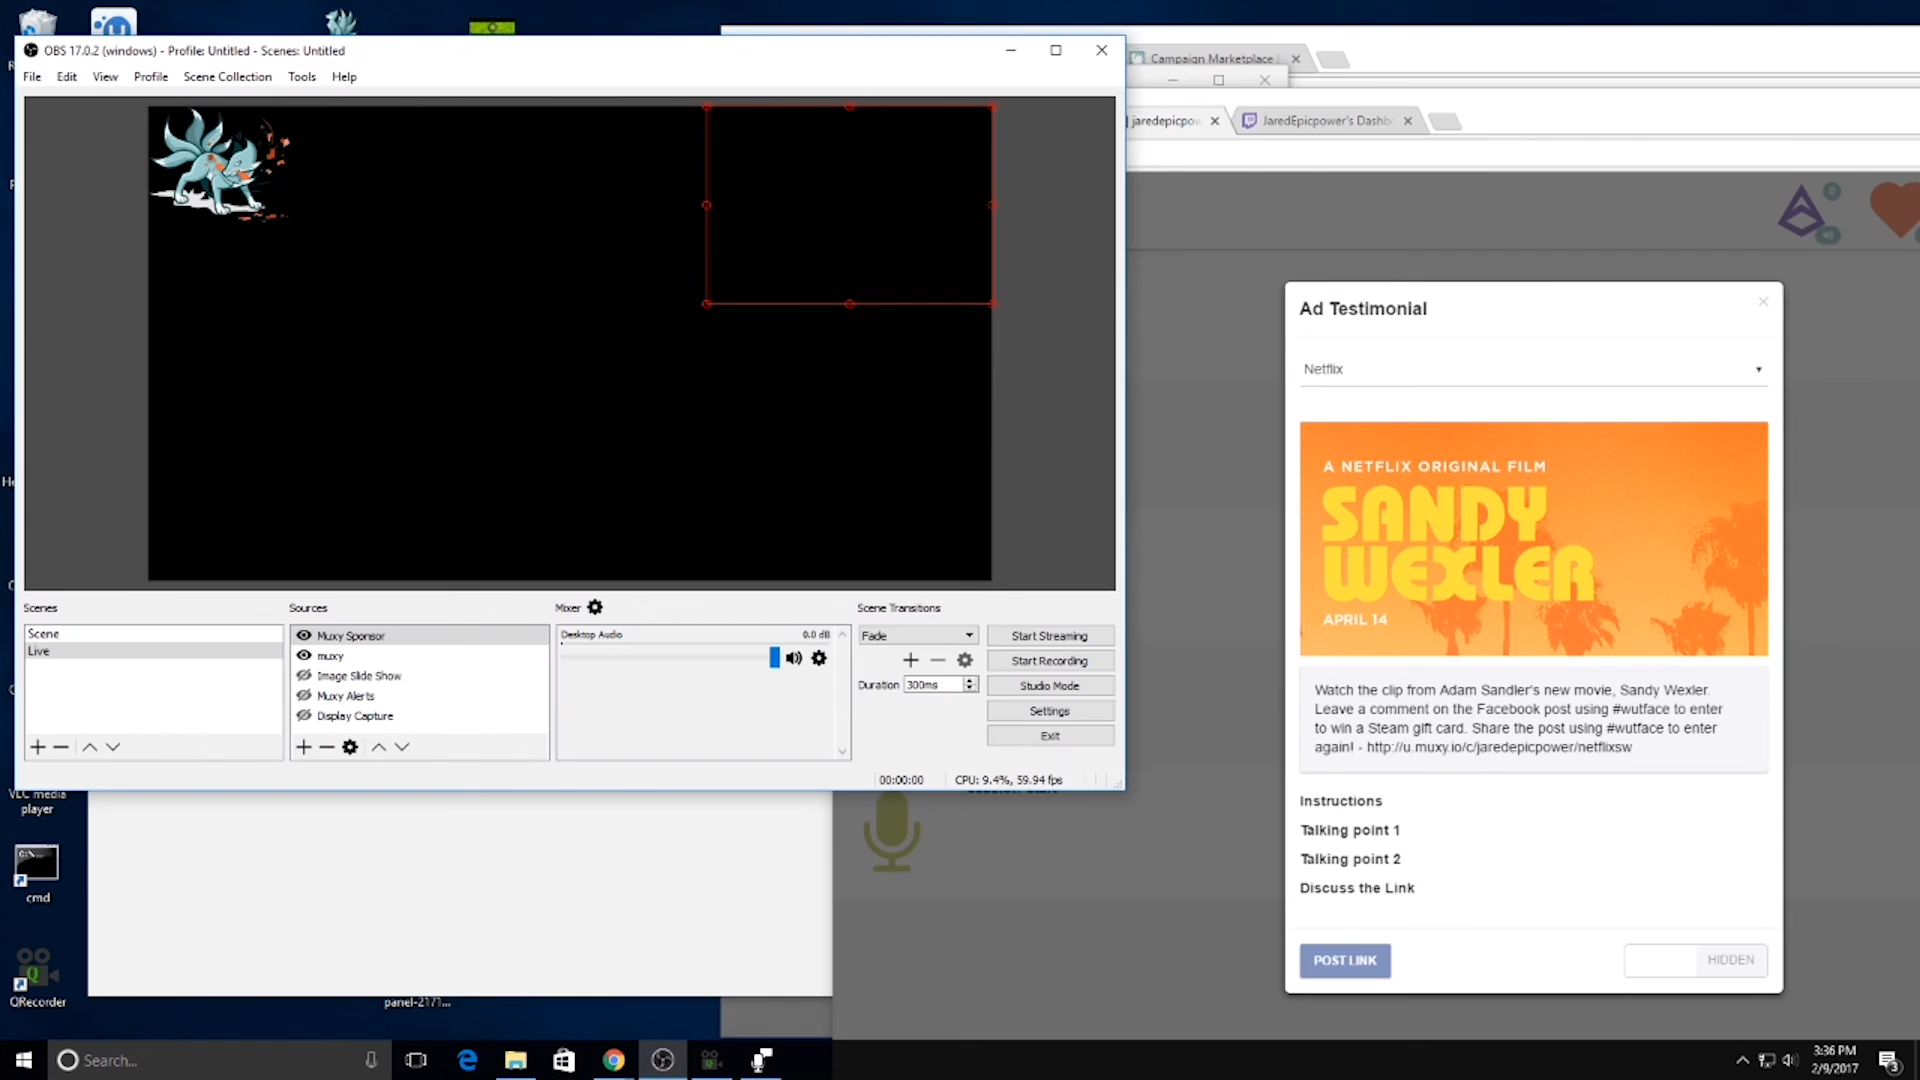 OBS 17.0.2 (windows) - Profile: Untitled - Scenes: Untitled
File Edit View Profile Scene Collection Tools Help
Campaign Marketplace
jaredepicpow
JaredEpicpower's Dashbo
Ad Testimonial
Netflix
A NETFLIX ORIGINAL FILM
SANDY
WEXLER
APRIL 14
Watch the clip from Adam Sandler's new movie, Sandy Wexler.
Leave a comment on the Facebook post using #wutface to enter
to win a Steam gift card. Share the post using #wutface to enter
again! - http://u.muxy.io/c/jaredepicpower/netflixsw
Instructions
Talking point 1
Talking point 2
Discuss the Link
POST LINK
HIDDEN
Scenes
Scene
Live
Sources
Muxy Sponsor
muxy
Image Slide Show
Muxy Alerts
Display Capture
Mixer
Desktop Audio 0.0 dB
Scene Transitions
Fade
Duration 300ms
Start Streaming
Start Recording
Studio Mode
Settings
Exit
00:00:00 CPU: 9.4%, 59.94 fps
VLC media
player
cmd
QRecorder
panel-2171...
Search...
3:36 PM
2/9/2017
3